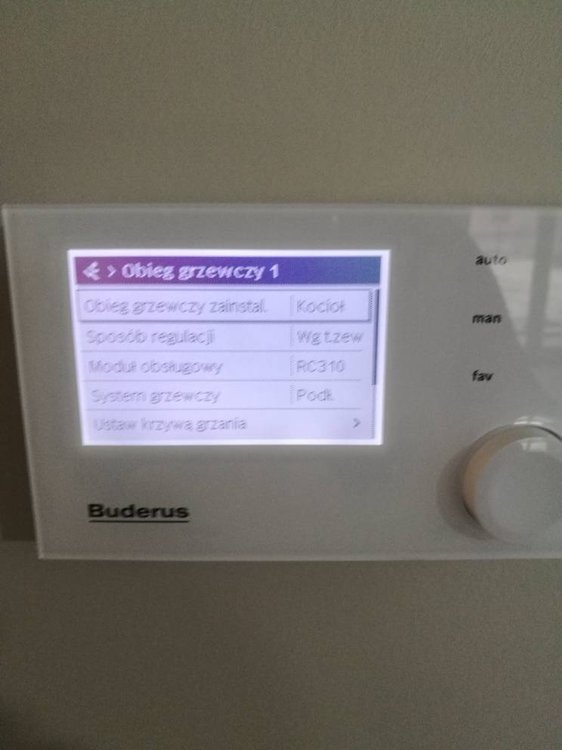 > Obieg grzewczy 1
Obieg grzewczy zainstal. Kocioł
Sposób regulacji Wg t.zew
Moduł obsługowy RC310
System grzewczy Podł.
Ustaw krzywą grzania >
auto
man
fav
Buderus